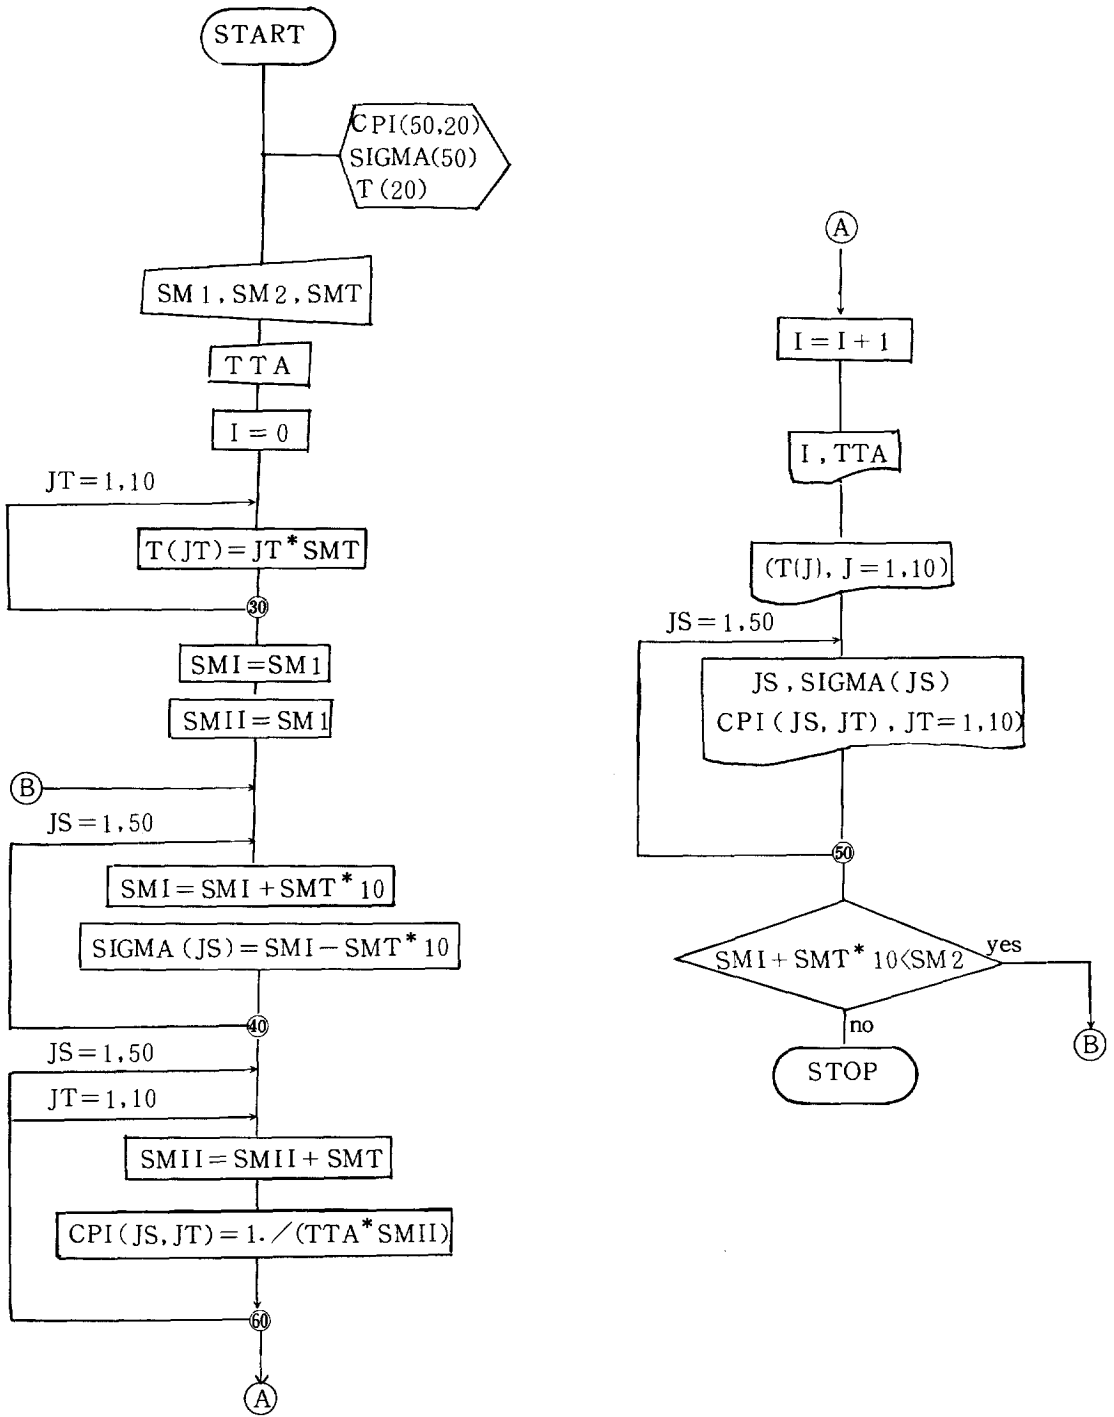 START
CPI(50,20)
SIGMA(50)
T(20)
SM1,SM2,SMT
TTA
I=0
JT=1,10
T(JT)=JT*SMT
30
SMI=SM1
SMII=SM1
B
JS=1,50
SMI=SMI+SMT*10
SIGMA(JS)=SMI-SMT*10
40
JS=1,50
JT=1,10
SMII=SMII+SMT
CPI(JS,JT)=1./(TTA*SMII)
60
A
A
I=I+1
I,TTA
(T(J),J=1,10)
JS=1,50
JS,SIGMA(JS)
CPI(JS,JT),JT=1,10)
50
SMI+SMT*10<SM2
yes
no
B
STOP